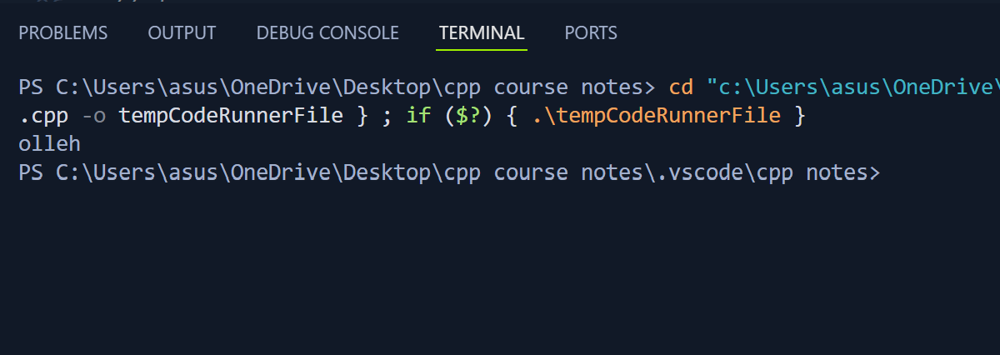 PROBLEMS OUTPUT DEBUG CONSOLE TERMINAL PORTS
PS C:\Users\asus\OneDrive\Desktop\cpp course notes> cd "c:\Users\asus\OneDrive\
.cpp -o tempCodeRunnerFile } ; if ($?) { .\tempCodeRunnerFile }
olleh
PS C:\Users\asus\OneDrive\Desktop\cpp course notes\.vscode\cpp notes>